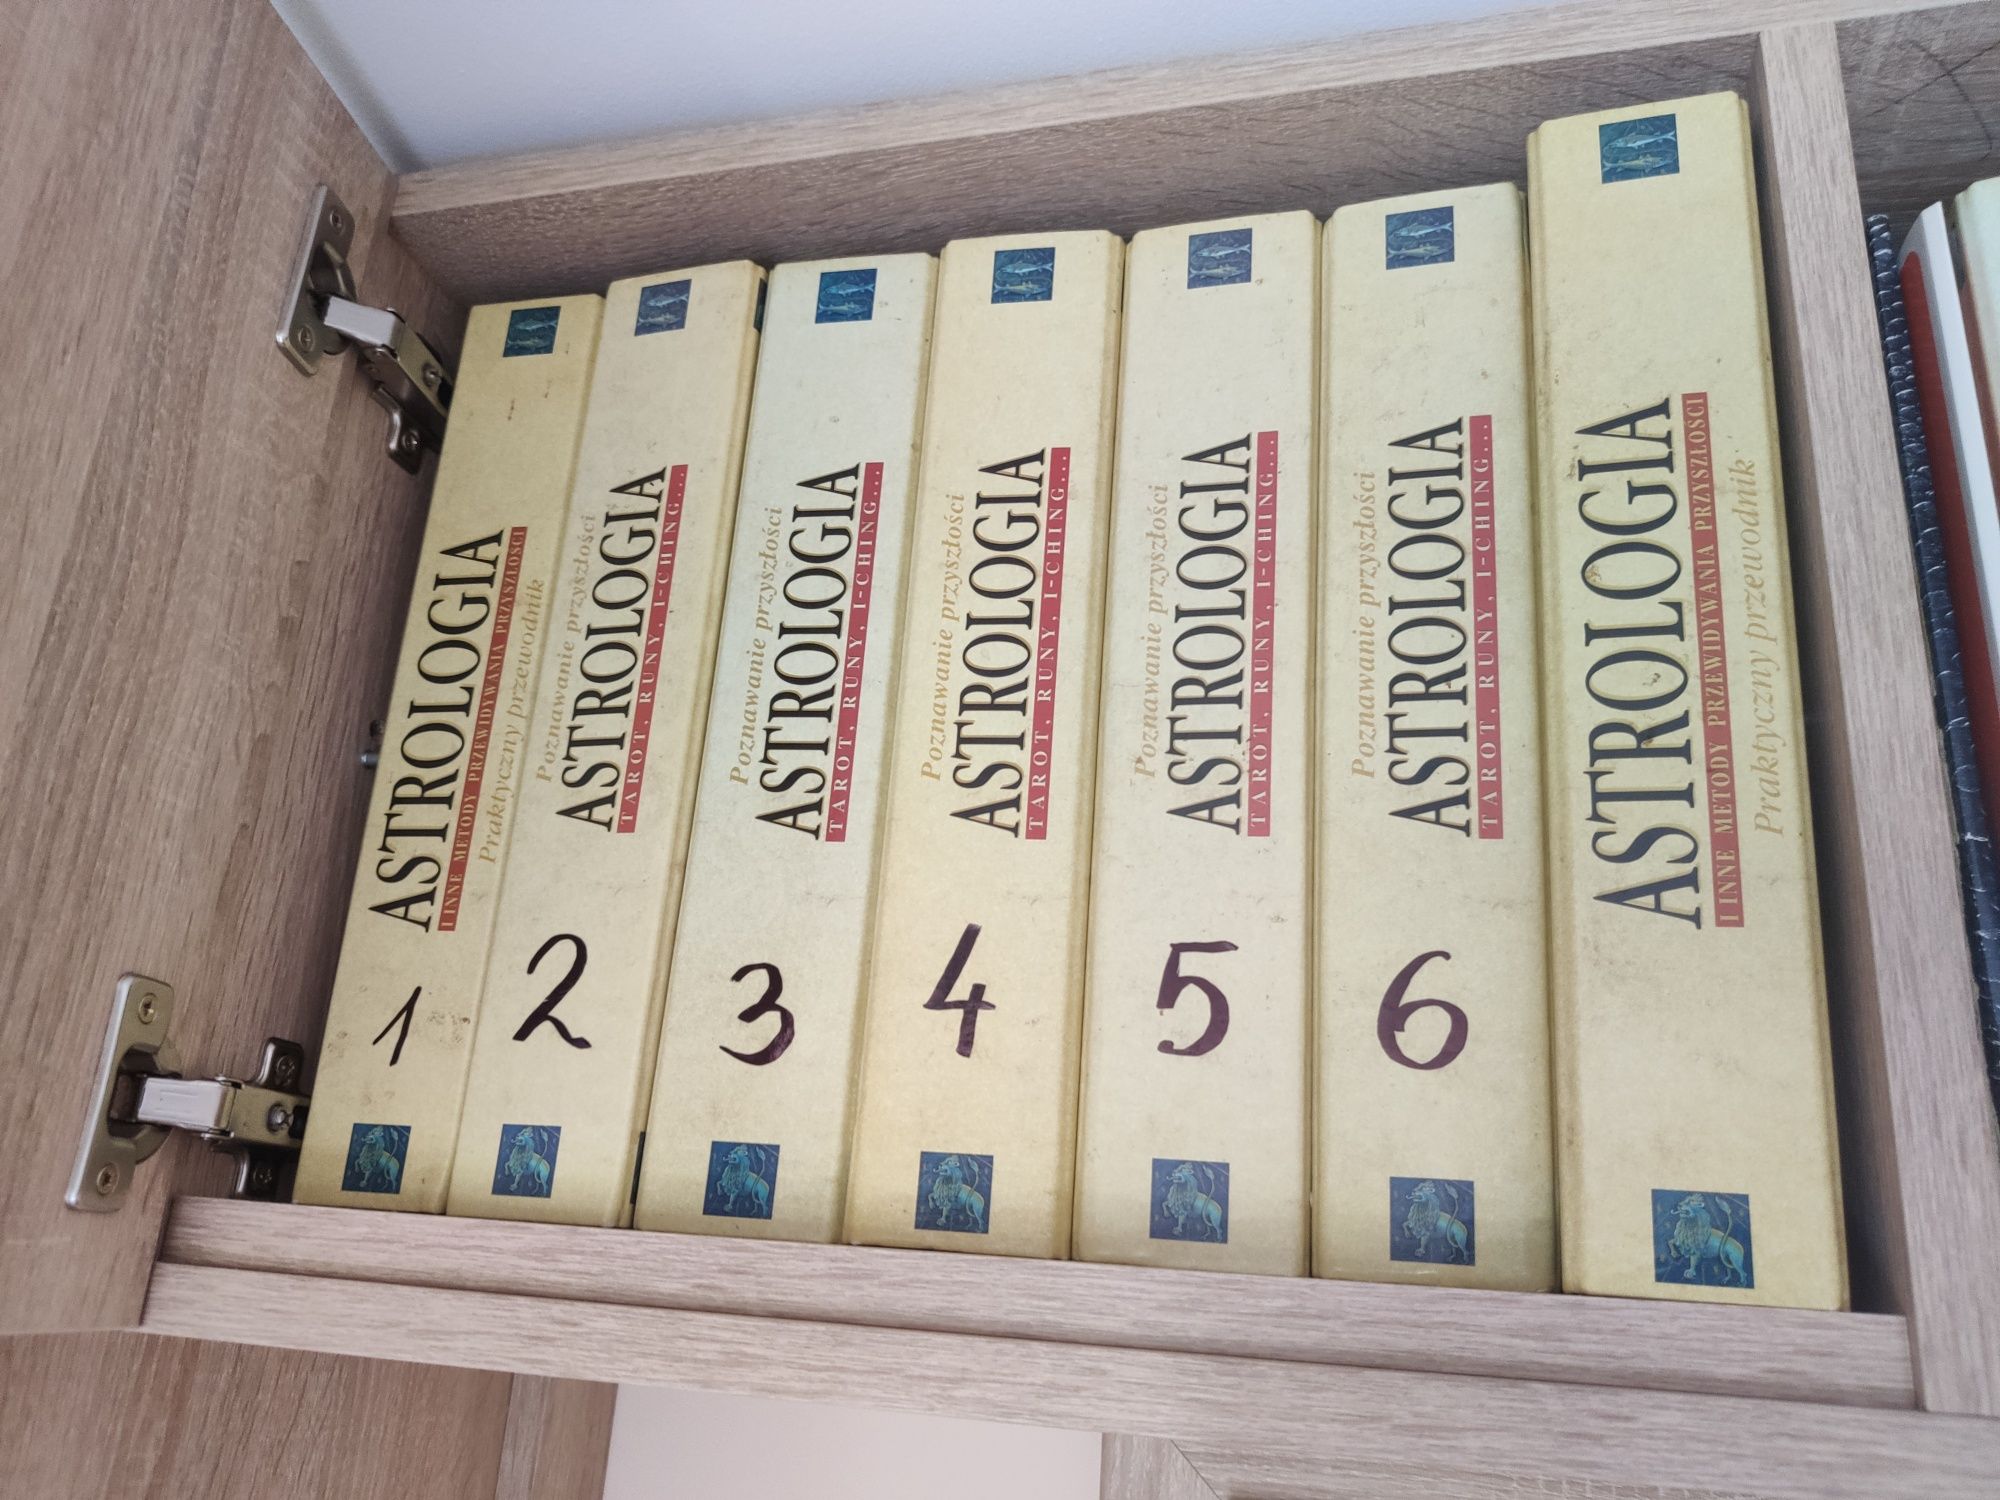 ASTROLOGIA
I INNE METODY PRZEWIDYWANIA PRZYSZŁOŚCI
Praktyczny przewodnik
1
Poznawanie przyszłości
ASTROLOGIA
TAROT, RUNY, I-CHING...
2
Poznawanie przyszłości
ASTROLOGIA
TAROT, RUNY, I-CHING...
3
Poznawanie przyszłości
ASTROLOGIA
TAROT, RUNY, I-CHING...
4
Poznawanie przyszłości
ASTROLOGIA
TAROT, RUNY, I-CHING...
5
Poznawanie przyszłości
ASTROLOGIA
TAROT, RUNY, I-CHING...
6
ASTROLOGIA
I INNE METODY PRZEWIDYWANIA PRZYSZŁOŚCI
Praktyczny przewodnik